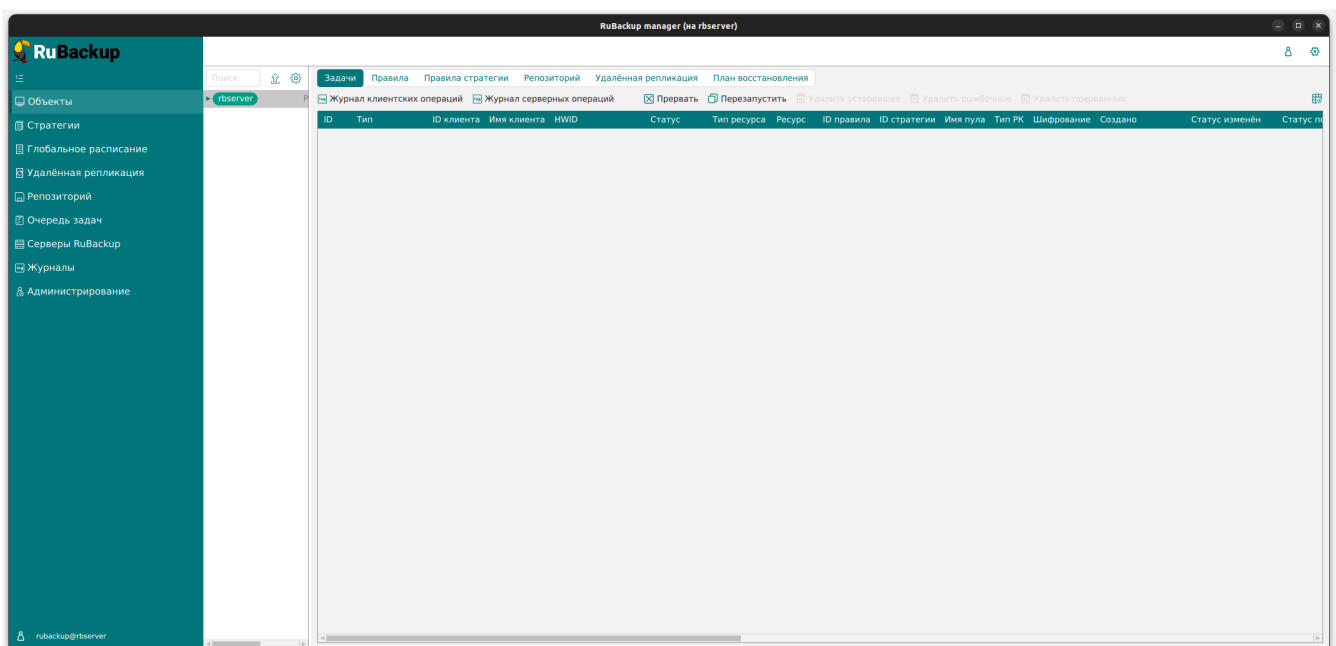 RuBackup manager (на rbserver)
RuBackup
Поиск
Задачи Правила Правила стратегии Репозиторий Удалённая репликация План восстановления
Объекты
rbserver
Журнал клиентских операций Журнал серверных операций Прервать Перезапустить Удалить устаревшие Удалить ошибочные Удалить прерванные
ID Тип ID клиента Имя клиента HWID Статус Тип ресурса Ресурс ID правила ID стратегии Имя пула Тип РК Шифрование Создано Статус изменён Статус по
Стратегии
Глобальное расписание
Удалённая репликация
Репозиторий
Очередь задач
Серверы RuBackup
Журналы
Администрирование
rubackup@rbserver